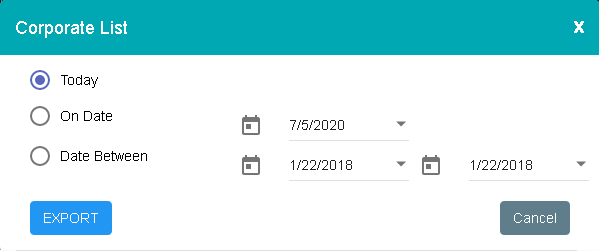 Corporate List X
Today
On Date 7/5/2020
Date Between 1/22/2018 1/22/2018
EXPORT Cancel